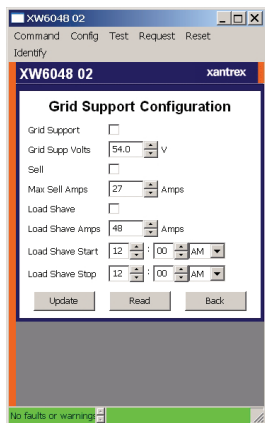 XW6048 02
Command Config Test Request Reset
Identify
XW6048 02 xantrex
Grid Support Configuration
Grid Support
Grid Supp Volts 54.0 V
Sell
Max Sell Amps 27 Amps
Load Shave
Load Shave Amps 48 Amps
Load Shave Start 12 : 00 AM
Load Shave Stop 12 : 00 AM
Update Read Back
No faults or warnings